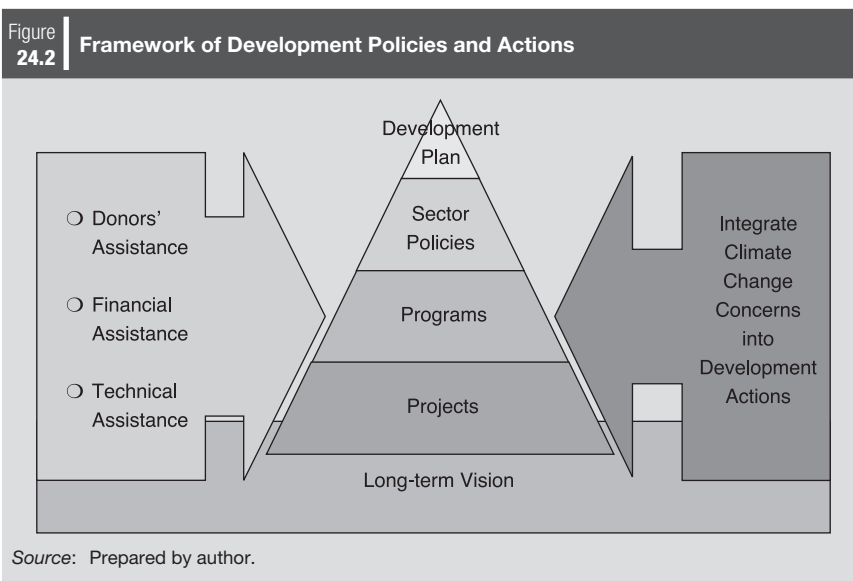 Figure
24.2
Framework of Development Policies and Actions
Development
Plan
Sector
Policies
Programs
Projects
Long-term Vision
❍ Donors'
Assistance
❍ Financial
Assistance
❍ Technical
Assistance
Integrate
Climate
Change
Concerns
into
Development
Actions
Source: Prepared by author.